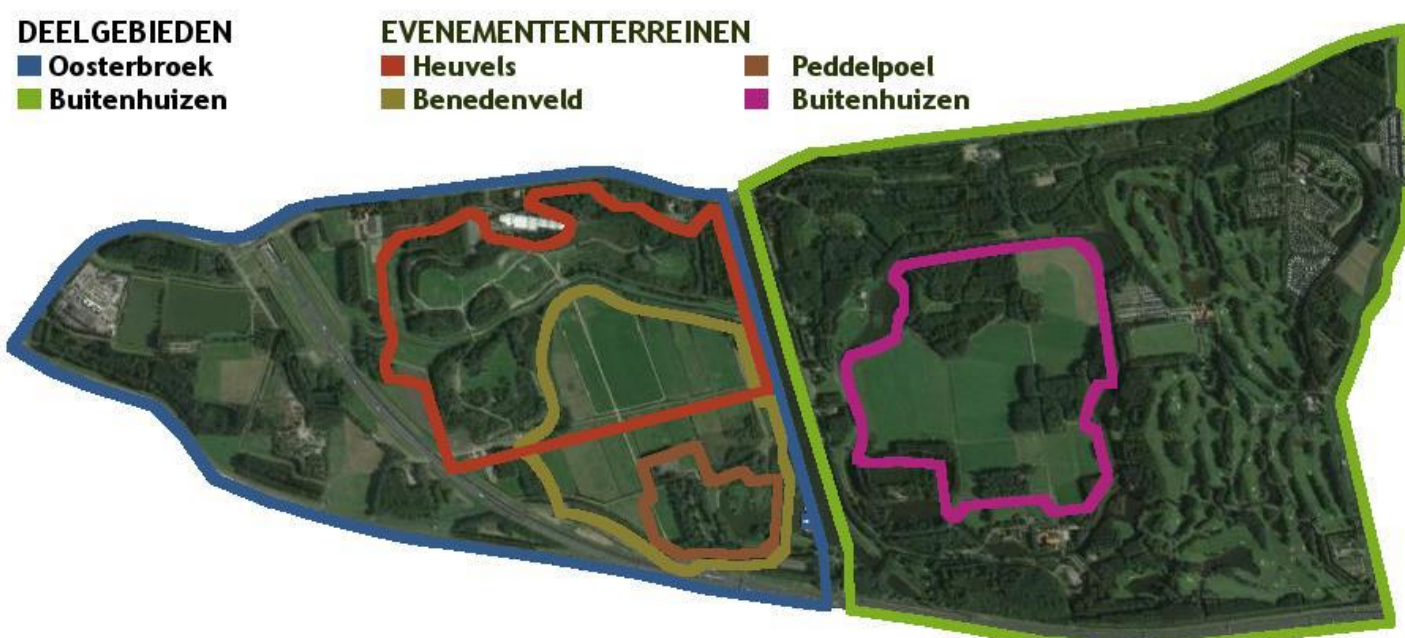 DEELGEBIEDEN
Oosterbroek
Buitenhuizen
EVENEMENTENTERREINEN
Heuvels
Benedenveld
Peddelpoel
Buitenhuizen